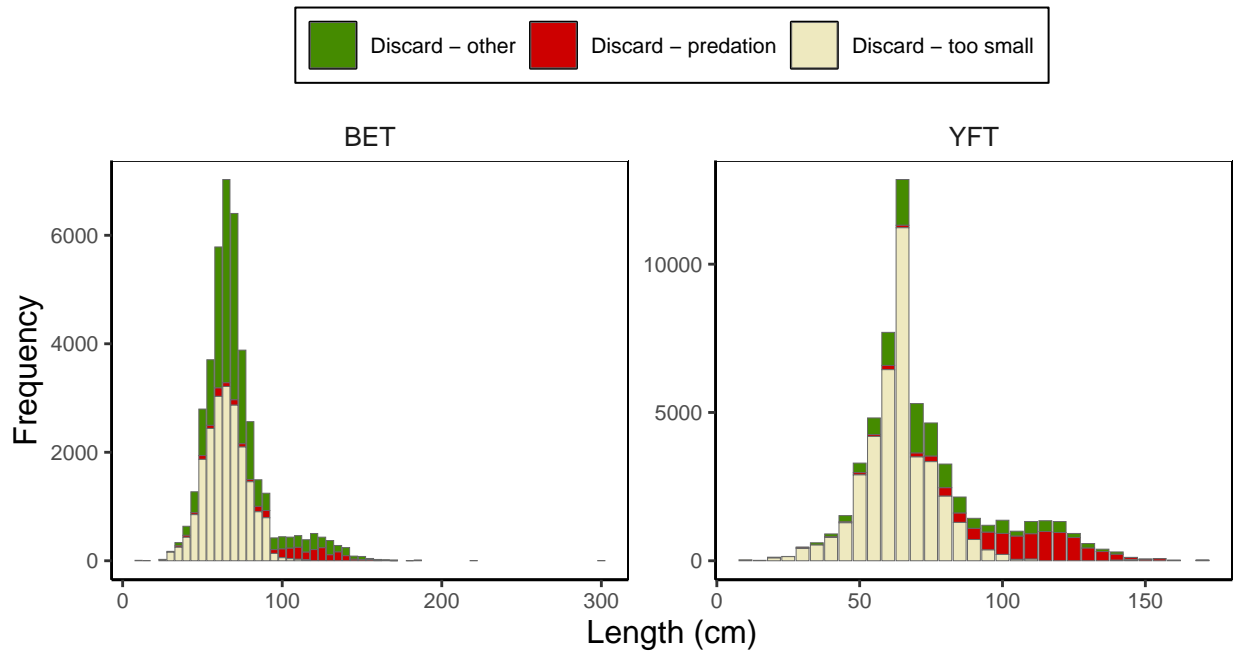 Discard − other Discard − predation Discard − too small
BET YFT
Frequency
6000
4000
2000
0
10000
5000
0
0 100 200 300
0 50 100 150
Length (cm)